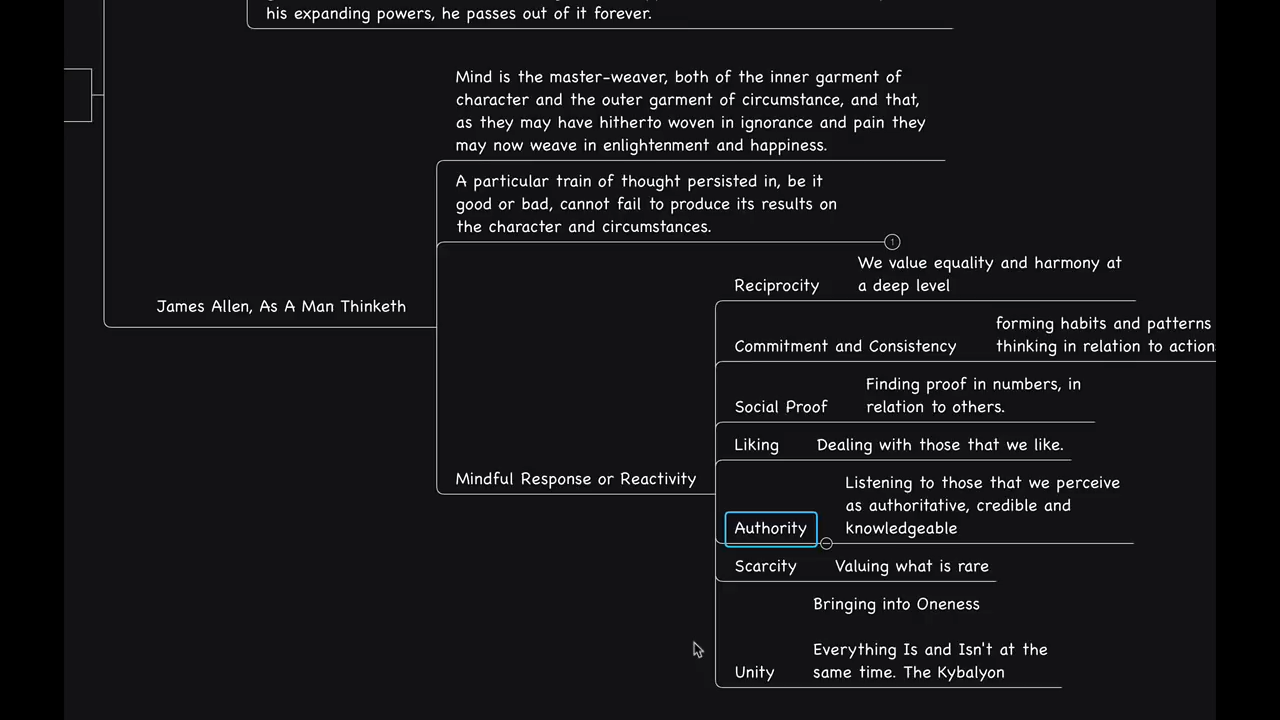 his expanding powers, he passes out of it forever.
Mind is the master-weaver, both of the inner garment of
character and the outer garment of circumstance, and that,
as they may have hitherto woven in ignorance and pain they
may now weave in enlightenment and happiness.
A particular train of thought persisted in, be it
good or bad, cannot fail to produce its results on
the character and circumstances.
1
James Allen, As A Man Thinketh
Mindful Response or Reactivity
Reciprocity
We value equality and harmony at
a deep level
Commitment and Consistency
forming habits and patterns
thinking in relation to action
Social Proof
Finding proof in numbers, in
relation to others.
Liking
Dealing with those that we like.
Authority
Listening to those that we perceive
as authoritative, credible and
knowledgeable
Scarcity
Valuing what is rare
Unity
Bringing into Oneness
Everything Is and Isn't at the
same time. The Kybalyon